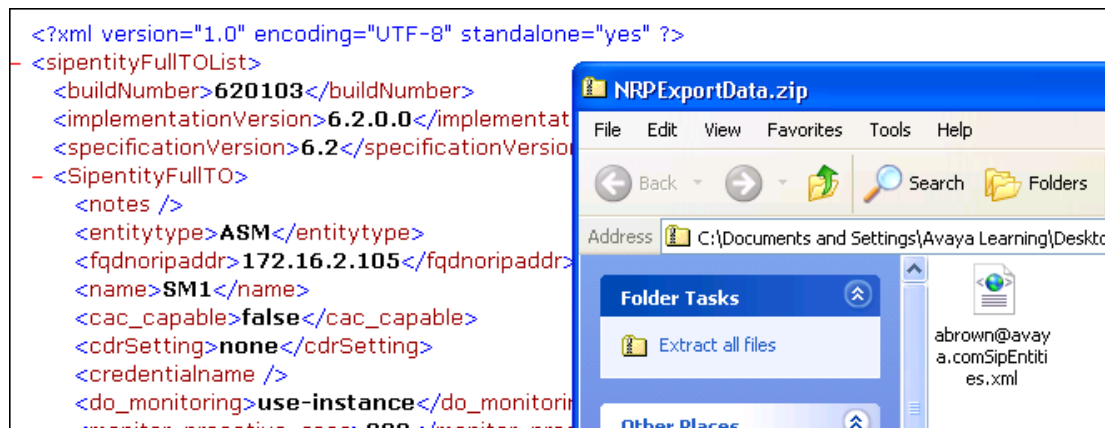 <?xml version="1.0" encoding="UTF-8" standalone="yes" ?>
– <sipentityFullTOList>
<buildNumber>620103</buildNumber>
<implementationVersion>6.2.0.0</implementat
<specificationVersion>6.2</specificationVersio
– <SipentityFullTO>
<notes />
<entitytype>ASM</entitytype>
<fqdnoripaddr>172.16.2.105</fqdnoripaddr>
<name>SM1</name>
<cac_capable>false</cac_capable>
<cdrSetting>none</cdrSetting>
<credentialname />
<do_monitoring>use-instance</do_monitorin
NRPExportData.zip
File Edit View Favorites Tools Help
Back Search Folders
Address C:\Documents and Settings\Avaya Learning\Deskto
Folder Tasks
Extract all files
Other Places
abrown@avay
a.comSipEntiti
es.xml